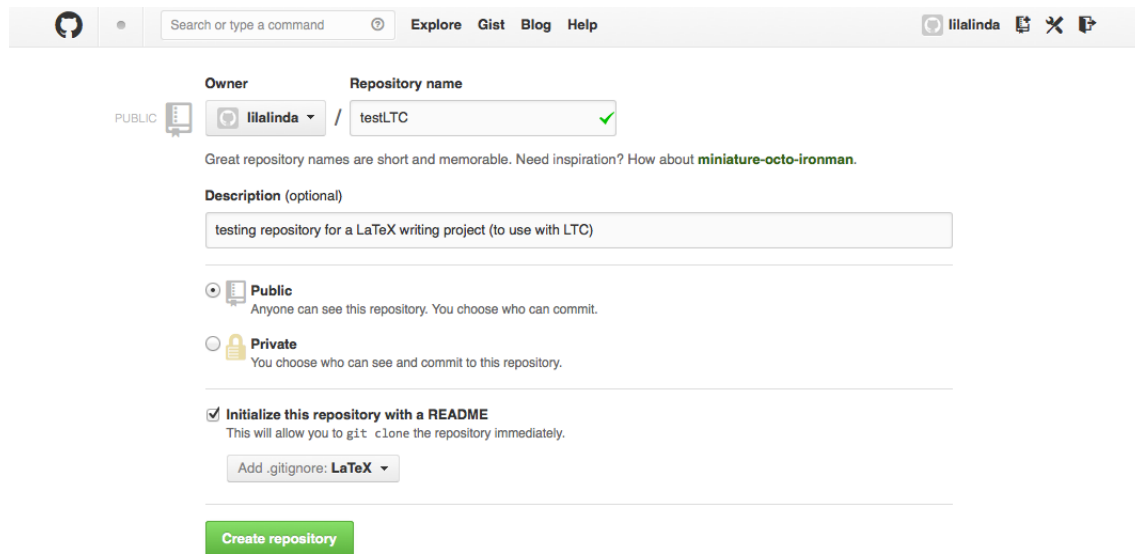 Search or type a command Explore Gist Blog Help lilalinda
Owner Repository name
PUBLIC lilalinda / testLTC
Great repository names are short and memorable. Need inspiration? How about miniature-octo-ironman.
Description (optional)
testing repository for a LaTeX writing project (to use with LTC)
Public
Anyone can see this repository. You choose who can commit.
Private
You choose who can see and commit to this repository.
Initialize this repository with a README
This will allow you to git clone the repository immediately.
Add .gitignore: LaTeX
Create repository